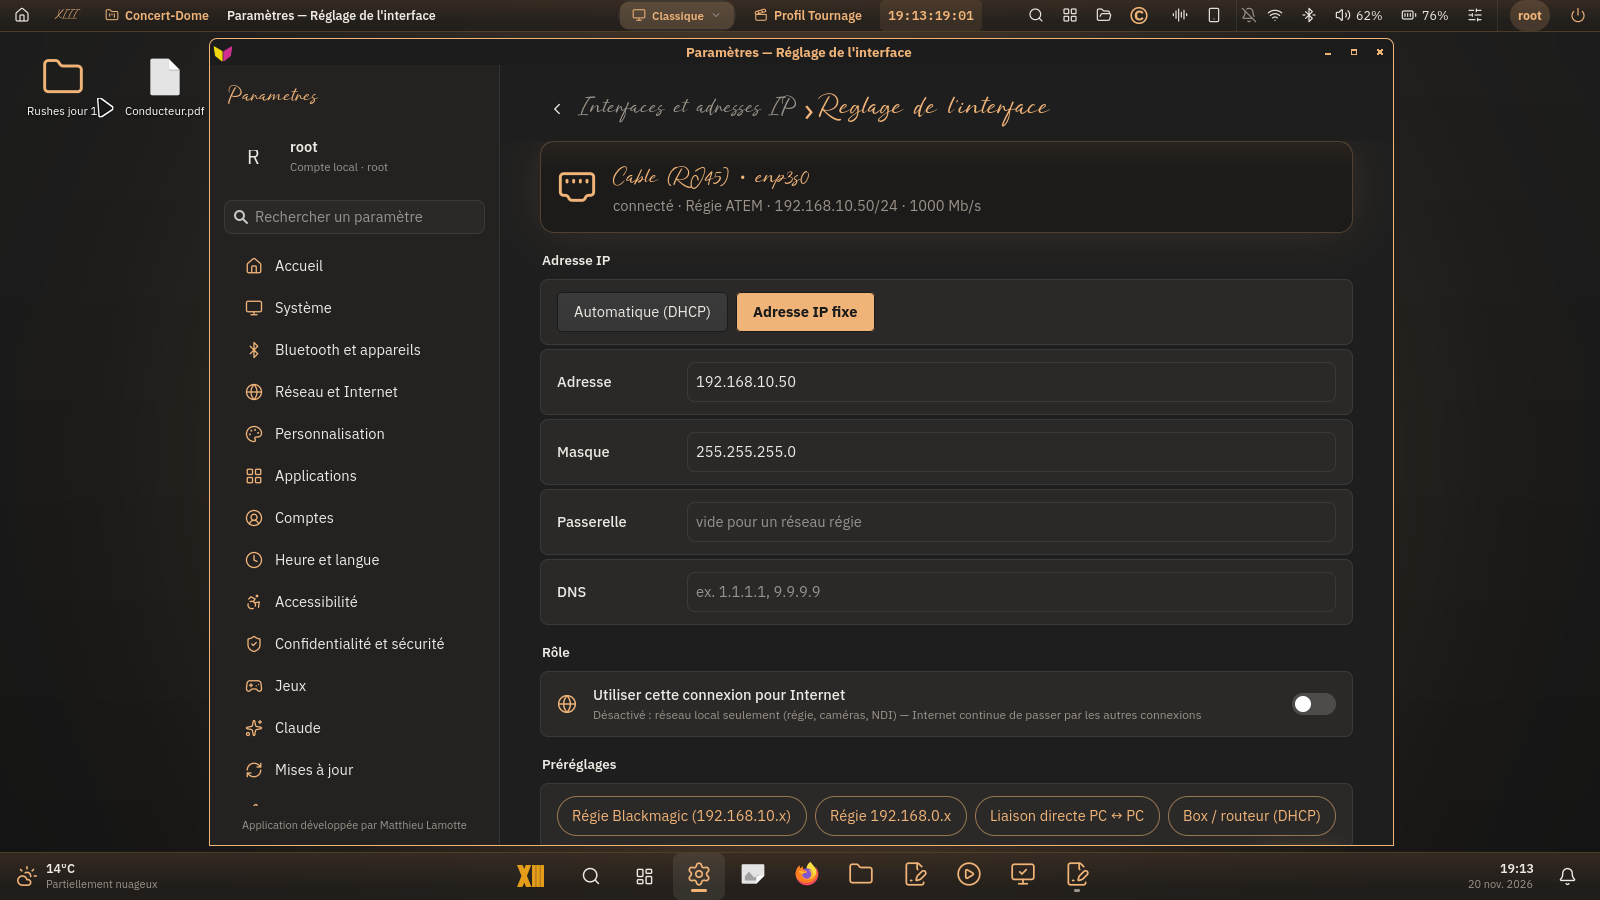 Concert-Dome
Paramètres — Réglage de l'interface
Classique
Profil Tournage
19:13:19:01
62%
76%
root
Rushes jour 1
Conducteur.pdf
Paramètres — Réglage de l'interface
Parametres
R
root
Compte local · root
Rechercher un paramètre
Accueil
Système
Bluetooth et appareils
Réseau et Internet
Personnalisation
Applications
Comptes
Heure et langue
Accessibilité
Confidentialité et sécurité
Jeux
Claude
Mises à jour
Application développée par Matthieu Lamotte
Interfaces et adresses IP › Reglage de l'interface
Cable (RJ45) · enp3s0
connecté · Régie ATEM · 192.168.10.50/24 · 1000 Mb/s
Adresse IP
Automatique (DHCP)
Adresse IP fixe
Adresse
192.168.10.50
Masque
255.255.255.0
Passerelle
vide pour un réseau régie
DNS
ex. 1.1.1.1, 9.9.9.9
Rôle
Utiliser cette connexion pour Internet
Désactivé : réseau local seulement (régie, caméras, NDI) — Internet continue de passer par les autres connexions
Préréglages
Régie Blackmagic (192.168.10.x)
Régie 192.168.0.x
Liaison directe PC ↔ PC
Box / routeur (DHCP)
14°C
Partiellement nuageux
XIII
19:13
20 nov. 2026